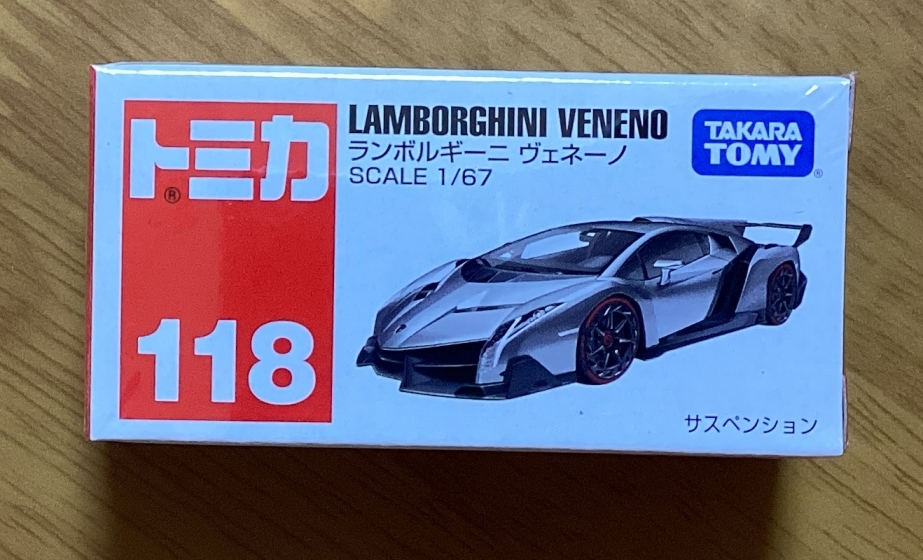 トミカ
®
118
LAMBORGHINI VENENO
ランボルギーニ ヴェネーノ
SCALE 1/67
TAKARA
TOMY
®
サスペンション